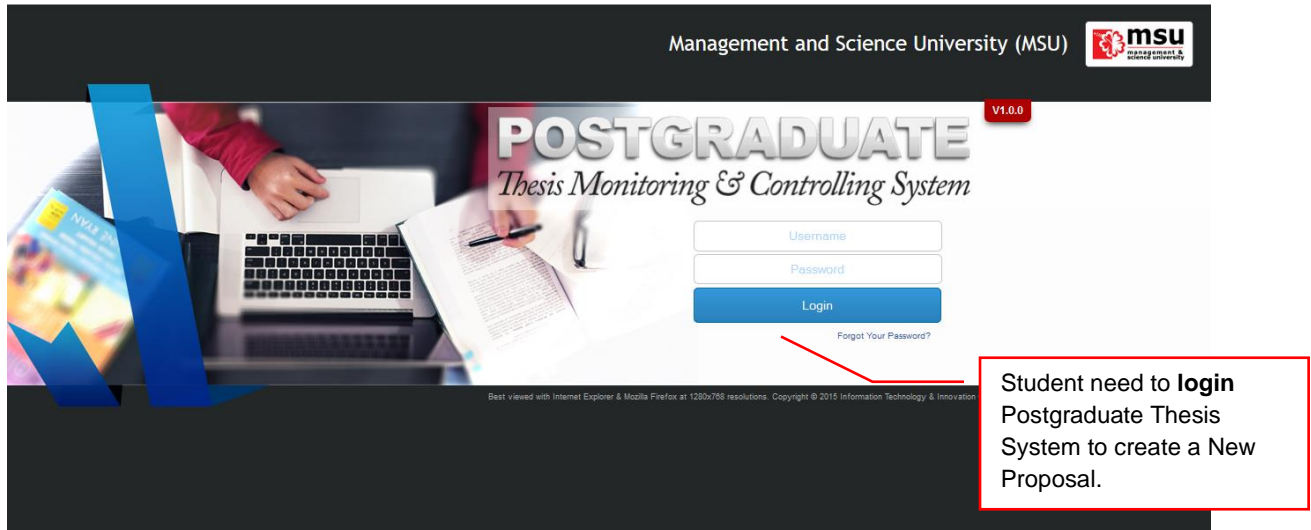 Management and Science University (MSU)
msu
management &
science university
V1.0.0
POSTGRADUATE
Thesis Monitoring & Controlling System
Username
Password
Login
Forgot Your Password?
Best viewed with Internet Explorer & Mozilla Firefox at 1280x768 resolutions. Copyright © 2015 Information Technology & Innovation
Student need to login
Postgraduate Thesis
System to create a New
Proposal.
RYAN